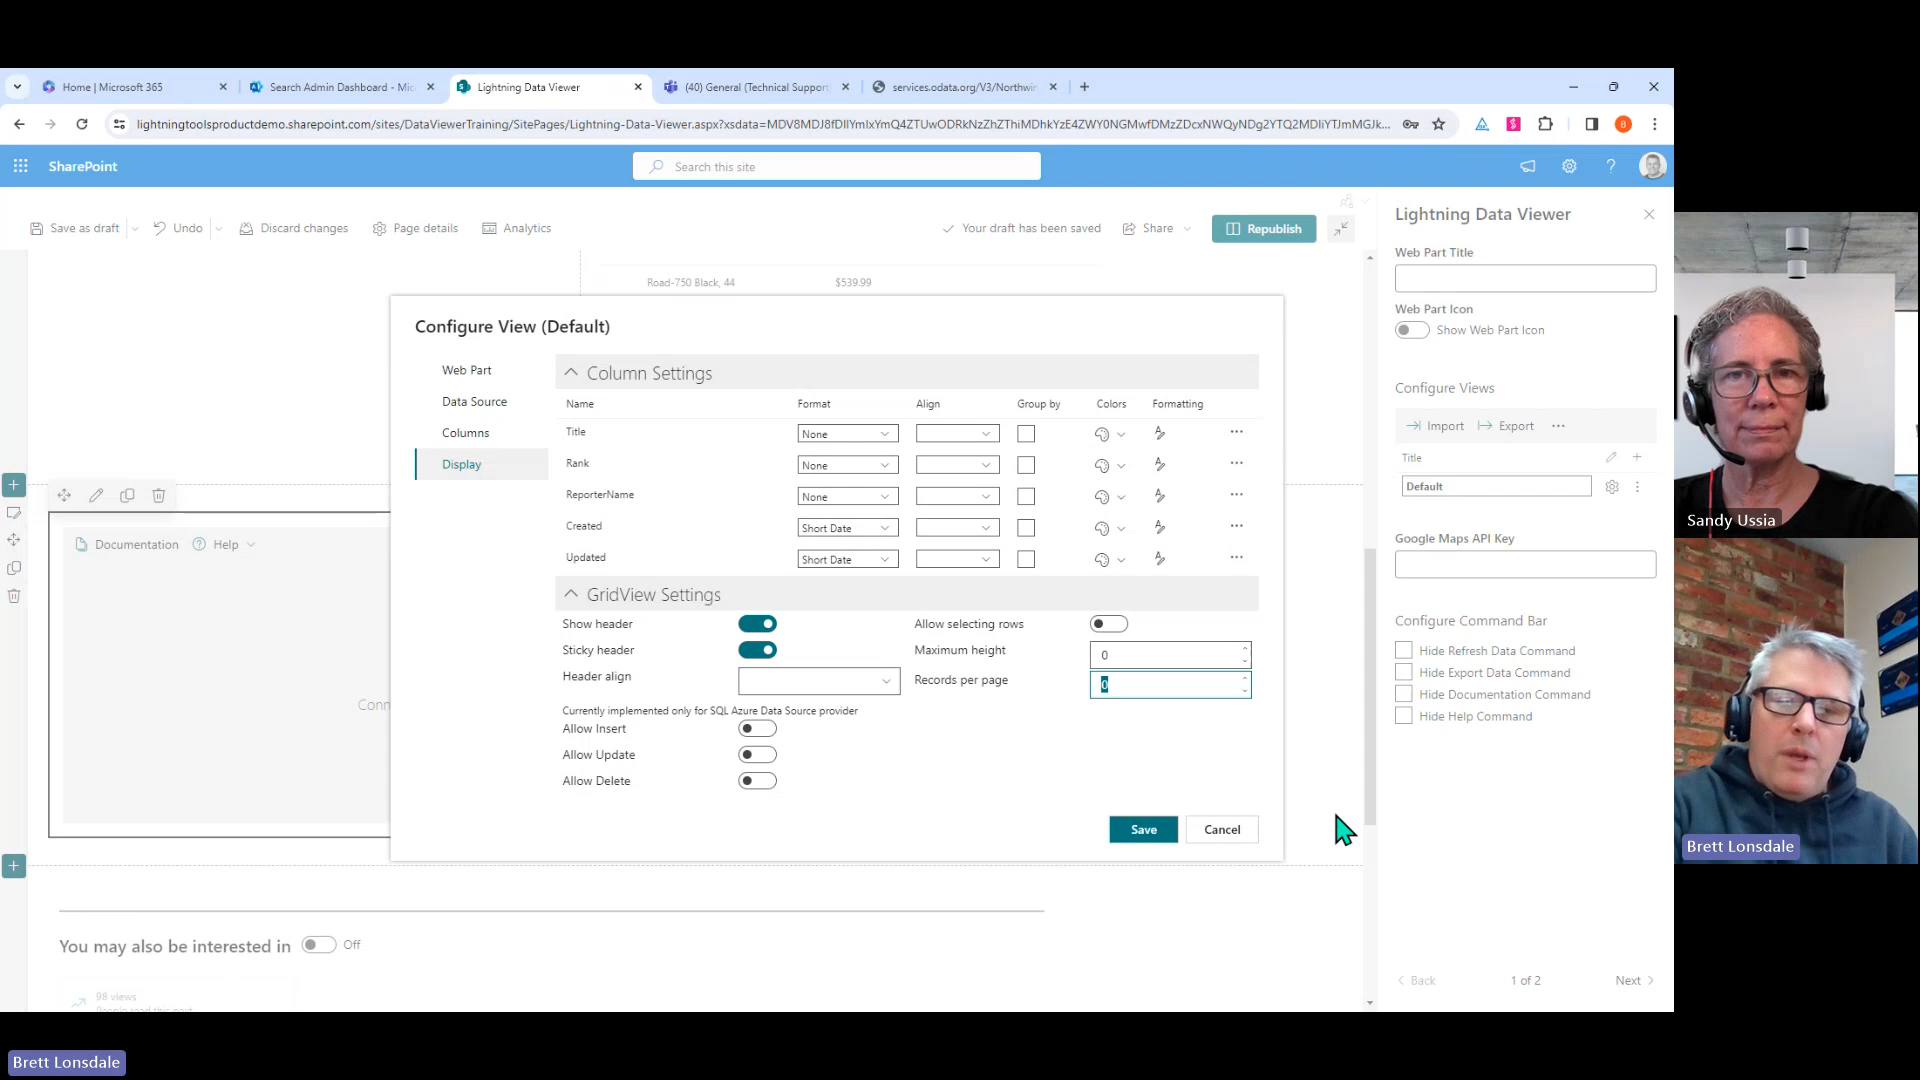 Home | Microsoft 365
Search Admin Dashboard - Mic
Lightning Data Viewer
(40) General (Technical Support
services.odata.org/V3/Northwin
lightningtoolsproductdemo.sharepoint.com/sites/DataViewerTraining/SitePages/Lightning-Data-Viewer.aspx?
B
SharePoint
Search this site
Save as draft
Undo
Discard changes
Page details
Analytics
Your draft has been saved
Share
Republish
Road-750 Black, 44
$539.99
Configure View (Default)
Web Part
Data Source
Columns
Display
Column Settings
Name
Format
Align
Group by
Colors
Formatting
Title
None
Rank
None
ReporterName
None
Created
Short Date
Updated
Short Date
GridView Settings
Show header
Allow selecting rows
Sticky header
Maximum height
0
Header align
Records per page
0
Currently implemented only for SQL Azure Data Source provider
Allow Insert
Allow Update
Allow Delete
Save
Cancel
Documentation
Help
Conn
You may also be interested in
Off
98 views
People read this post
Lightning Data Viewer
Web Part Title
Web Part Icon
Show Web Part Icon
Configure Views
Import
Export
Title
Default
Google Maps API Key
Configure Command Bar
Hide Refresh Data Command
Hide Export Data Command
Hide Documentation Command
Hide Help Command
Back
1 of 2
Next
Sandy Ussia
Brett Lonsdale
Brett Lonsdale